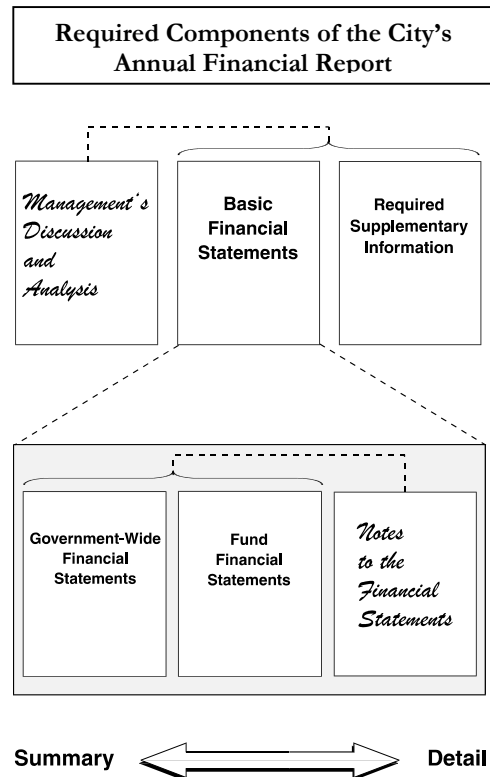 Required Components of the City's
Annual Financial Report
Management's
Discussion
and
Analysis
Basic
Financial
Statements
Required
Supplementary
Information
Government-Wide
Financial
Statements
Fund
Financial
Statements
Notes
to the
Financial
Statements
Summary
Detail